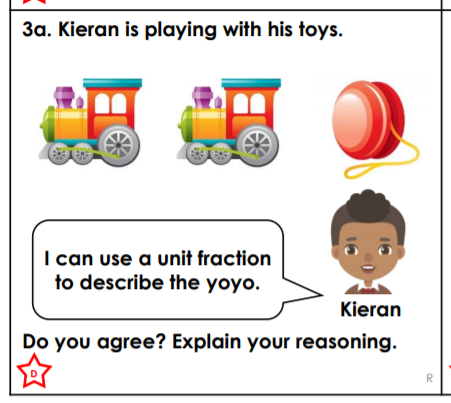 3a. Kieran is playing with his toys.
I can use a unit fraction
to describe the yoyo.
Kieran
Do you agree? Explain your reasoning.
D
R